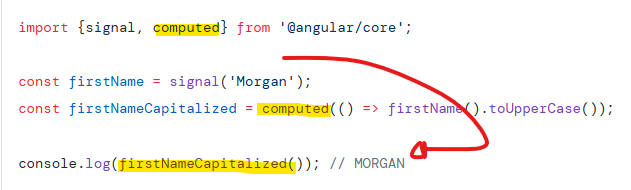 import {signal, computed} from '@angular/core';
const firstName = signal('Morgan');
const firstNameCapitalized = computed(() => firstName().toUpperCase());
console.log(firstNameCapitalized()); // MORGAN